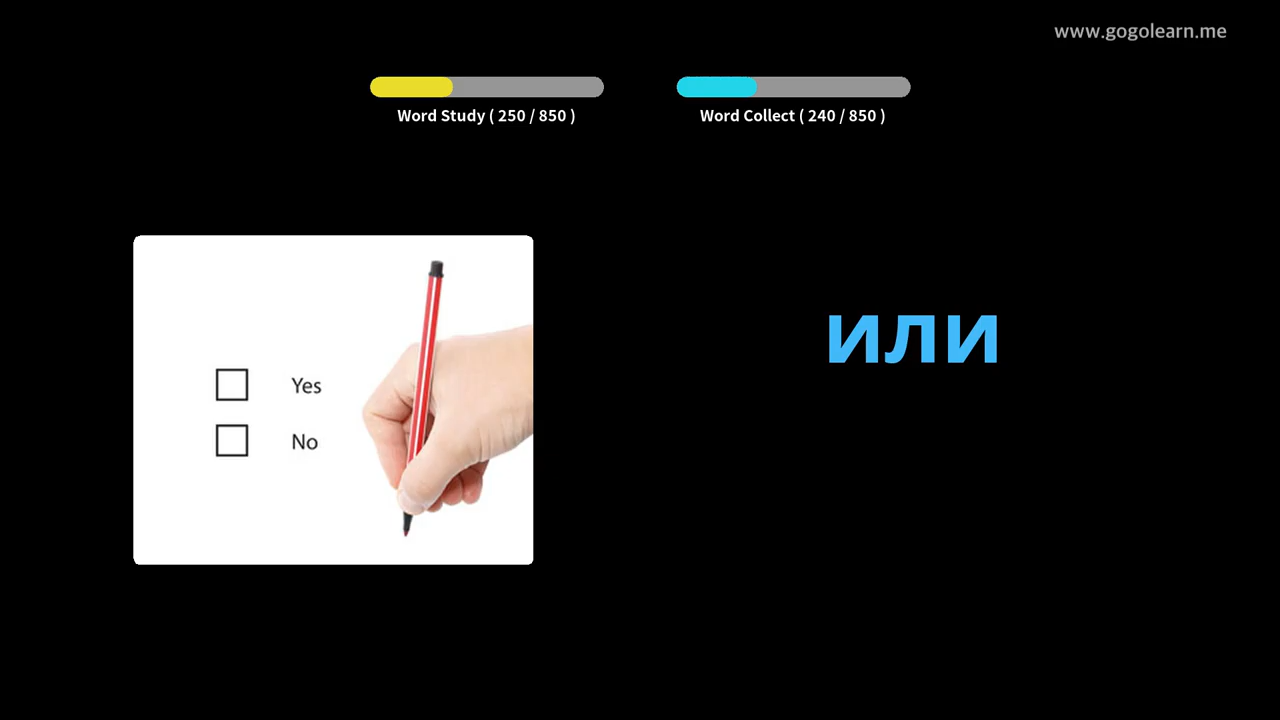 www.gogolearn.me
Word Study ( 250 / 850 )
Word Collect ( 240 / 850 )
Yes
No
или